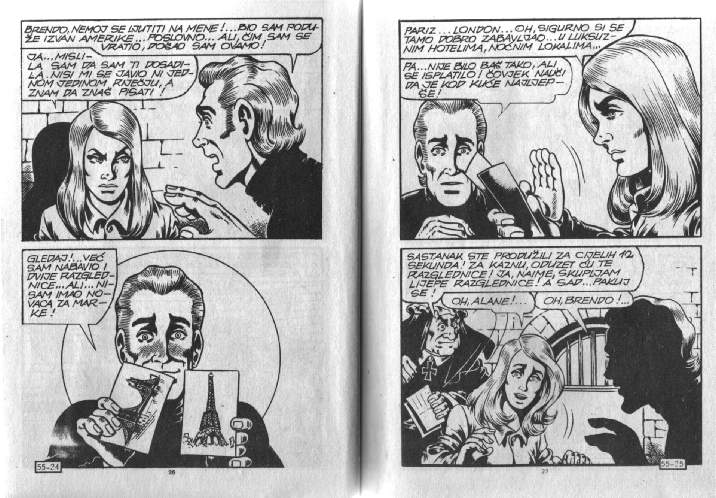 BRENDO, NEMOJ SE LJUTITI NA MENE!...BIO SAM PODU-
ŽE IZVAN AMERIKE...POSLOVNO...ALI, ČIM SAM SE
VRATIO, DOŠAO SAM OVAMO!
JA...MISLI-
LA SAM DA SAM TI DOSADI-
LA. NISI MI SE JAVIO NI JED-
NOM JEDINOM RIJEČJU, A
ZNAM DA ZNAŠ PISATI!
GLEDAJ!...VEĆ
SAM NABAVIO I
DVIJE RAZGLED-
NICE...ALI...NI-
SAM IMAO NO-
VACA ZA MAR-
KE!
55-24
26
PARIZ...LONDON...OH, SIGURNO SI SE
TAMO DOBRO ZABAVLJAO...U LUKSUZ-
NIM HOTELIMA, NOĆNIM LOKALIMA...
PA...NIJE BILO BAŠ TAKO, ALI
SE ISPLATILO! ČOVJEK NAUČI
DA JE KOD KUĆE NAJLJEP-
ŠE!
SASTANAK STE PRODUŽILI ZA CIJELIH 12
SEKUNDA! ZA KAZNU, ODUZET ĆU TE
RAZGLEDNICE! JA, NAIME, SKUPLJAM
LIJEPE RAZGLEDNICE! A SAD...PAKUJ
SE!
OH, ALANE!...
OH, BRENDO!...
27
55-25